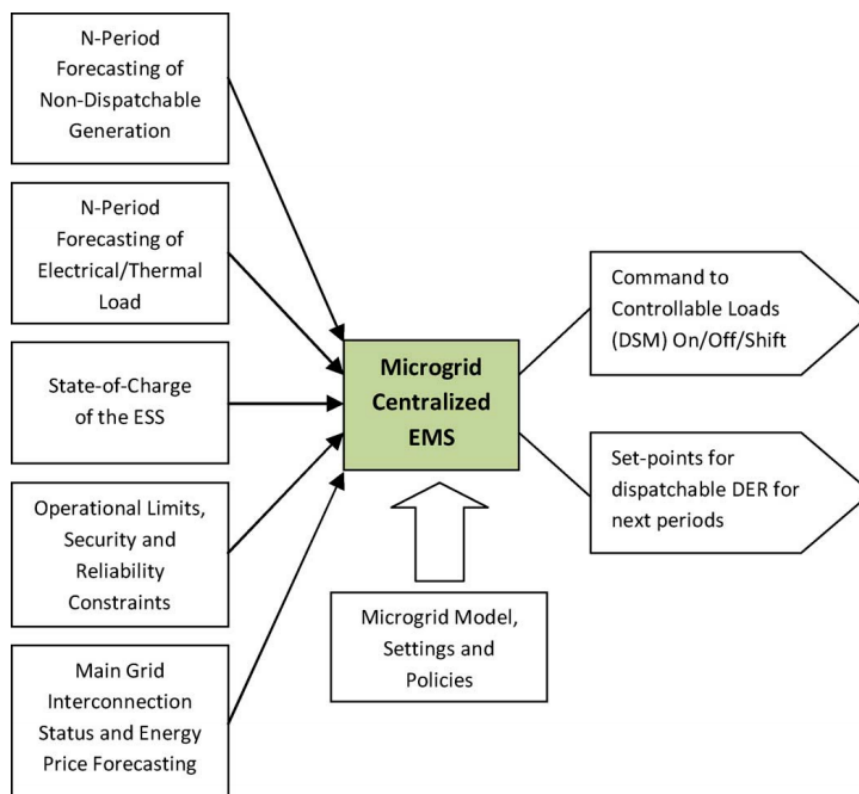 N-Period
Forecasting of
Non-Dispatchable
Generation
N-Period
Forecasting of
Electrical/Thermal
Load
State-of-Charge
of the ESS
Operational Limits,
Security and
Reliability
Constraints
Main Grid
Interconnection
Status and Energy
Price Forecasting
Microgrid
Centralized
EMS
Microgrid Model,
Settings and
Policies
Command to
Controllable Loads
(DSM) On/Off/Shift
Set-points for
dispatchable DER for
next periods